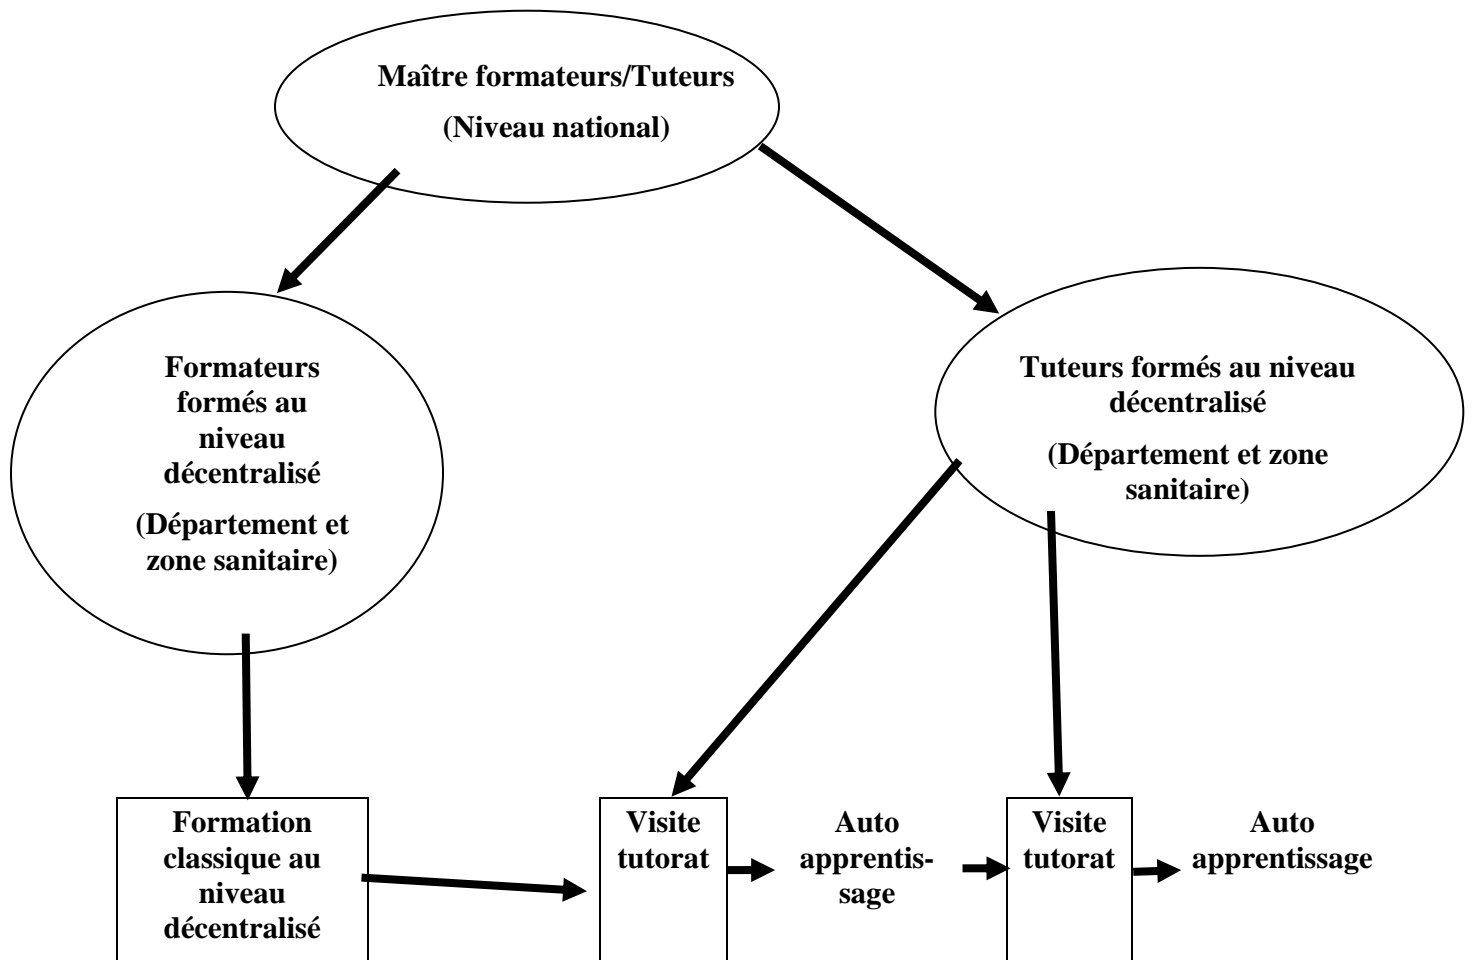 Maître formateurs/Tuteurs
(Niveau national)
Formateurs
formés au
niveau
décentralisé
(Département et
zone sanitaire)
Tuteurs formés au niveau
décentralisé
(Département et zone
sanitaire)
Formation
classique au
niveau
décentralisé
Visite
tutorat
Auto
apprentis-
sage
Visite
tutorat
Auto
apprentissage